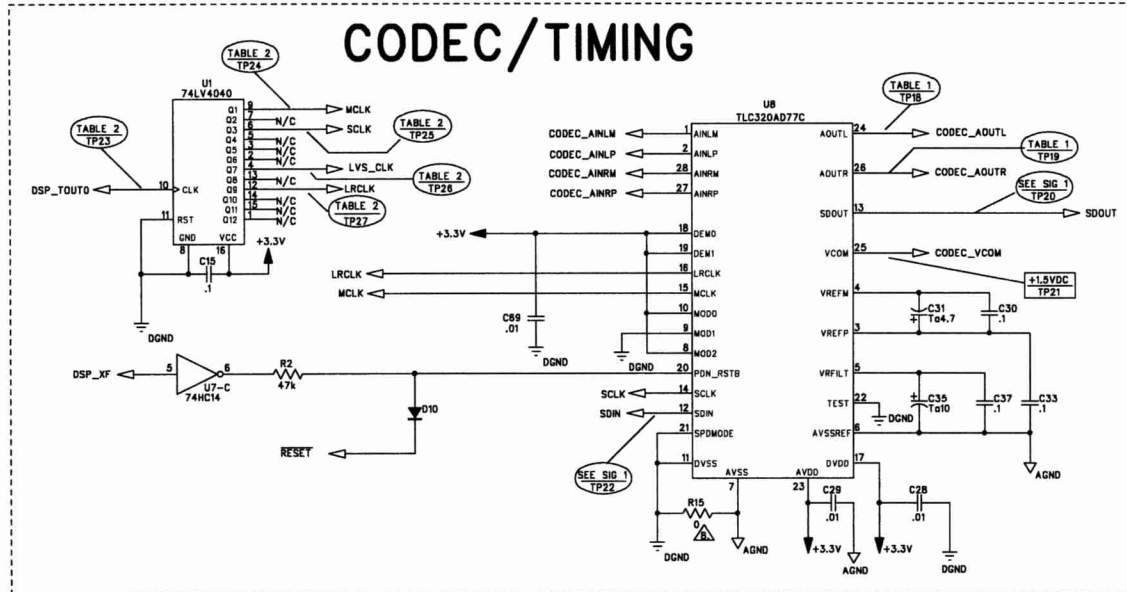 CODEC/TIMING
TABLE 2
TP24
U1
74LV4040
Q1 9 MCLK
Q2 7 N/C
Q3 6 SCLK
TABLE 2
TP25
Q4 5 N/C
Q5 3 N/C
Q6 2 N/C
Q7 4 LVS_CLK
TABLE 2
TP26
Q8 13 N/C
Q9 12 LRCLK
TABLE 2
TP27
Q10 14 N/C
Q11 15 N/C
Q12 1 N/C
TABLE 2
TP23
DSP_TOUT0 10 CLK
11 RST
GND VCC
8 16
+3.3V
C15
.1
DGND
DSP_XF 5 6
U7-C
74HC14
R2
47k
D10
RESET
U8
TLC320AD77C
CODEC_AINLM 1 AINLM
CODEC_AINLP 2 AINLP
CODEC_AINRM 28 AINRM
CODEC_AINRP 27 AINRP
+3.3V 18 DEM0
19 DEM1
LRCLK 16 LRCLK
MCLK 15 MCLK
C69
.01
DGND
10 MOD0
9 MOD1
8 MOD2
DGND
20 PDN_RSTB
SCLK 14 SCLK
SDIN 12 SDIN
SEE SIG 1
TP22
21 SPDMODE
11 DVSS
AVSS AVDD
7 23
R15
0
B.
DGND
AGND
TABLE 1
TP18
AOUTL 24 CODEC_AOUTL
TABLE 1
TP19
AOUTR 26 CODEC_AOUTR
SEE SIG 1
TP20
SDOUT 13 SDOUT
VCOM 25 CODEC_VCOM
+1.5VDC
TP21
VREFM 4
C31
Ta4.7
C30
.1
VREFP 3
VRFILT 5
C35
Ta10
C37
.1
C33
.1
TEST 22 DGND
AVSSREF 6
AGND
DVDD 17
C29
.01
C28
.01
+3.3V
AGND
+3.3V
DGND